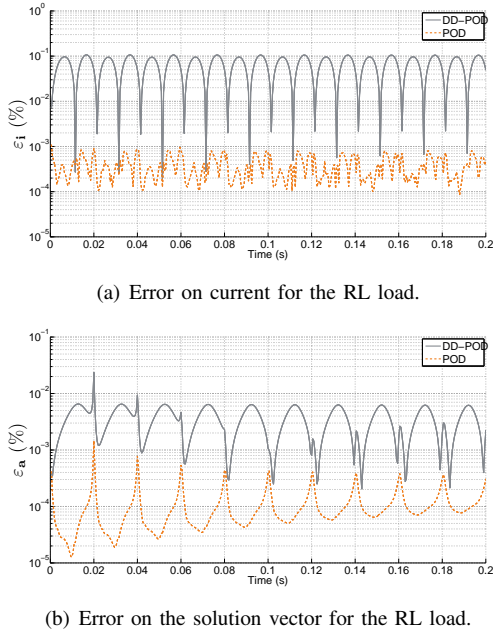 10⁰
10⁻¹
10⁻²
10⁻³
10⁻⁴
10⁻⁵
εi (%)
DD−POD
POD
0 0.02 0.04 0.06 0.08 0.1 0.12 0.14 0.16 0.18 0.2
Time (s)
(a) Error on current for the RL load.
10⁻¹
10⁻²
10⁻³
10⁻⁴
10⁻⁵
εa (%)
DD−POD
POD
0 0.02 0.04 0.06 0.08 0.1 0.12 0.14 0.16 0.18 0.2
Time (s)
(b) Error on the solution vector for the RL load.